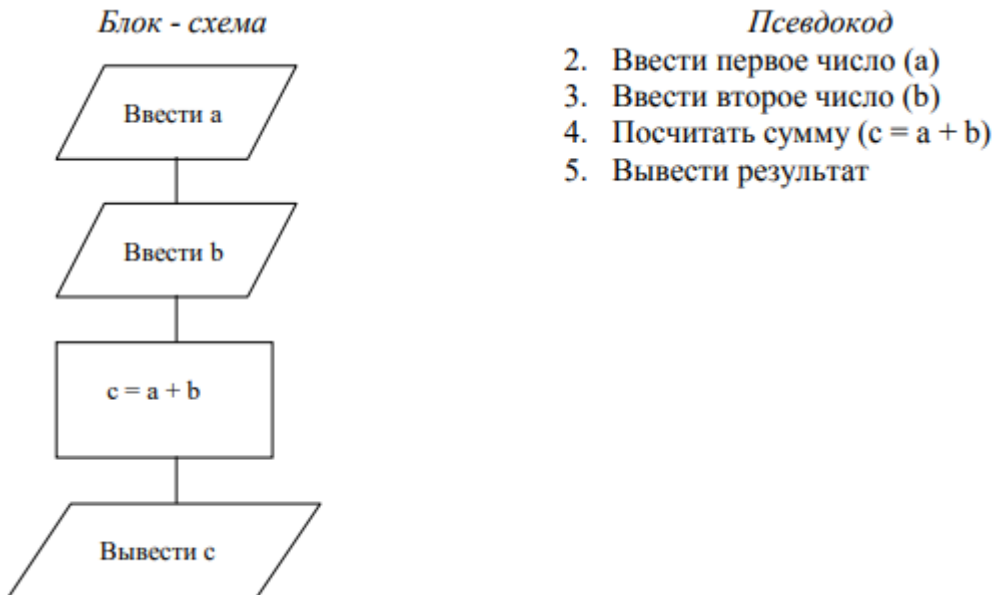 Блок - схема
Ввести a
Ввести b
c = a + b
Вывести c
Псевдокод
2. Ввести первое число (a)
3. Ввести второе число (b)
4. Посчитать сумму (c = a + b)
5. Вывести результат